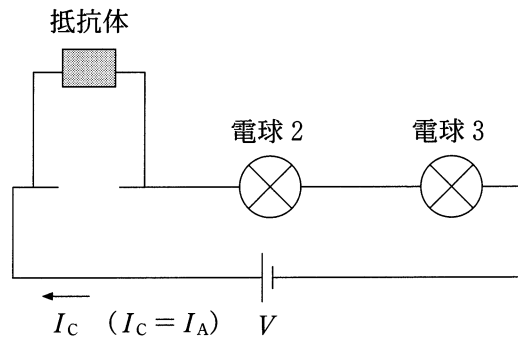 抵抗体
電球 2
電球 3
I_C （I_C = I_A） V